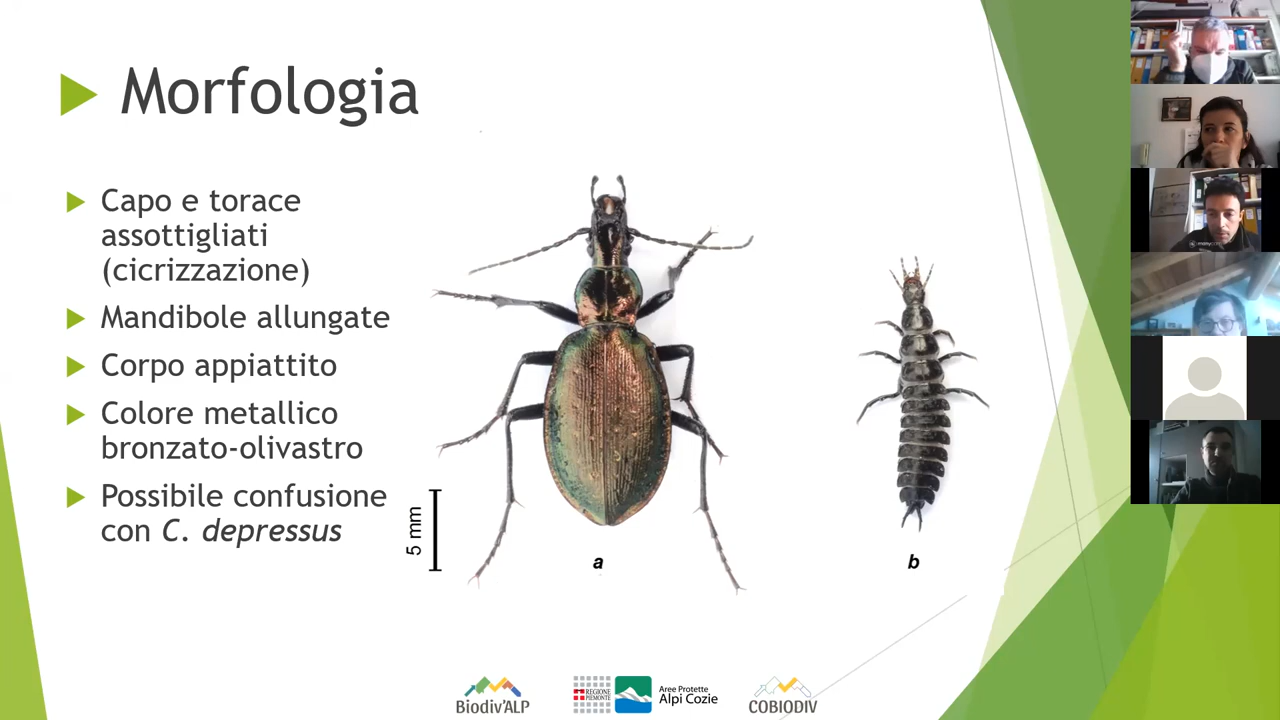 Morfologia
Capo e torace
assottigliati
(cicrizzazione)
Mandibole allungate
Corpo appiattito
Colore metallico
bronzato-olivastro
Possibile confusione
con C. depressus
5 mm
a
b
Biodiv'ALP
REGIONE
PIEMONTE
Aree Protette
Alpi Cozie
COBIODIV